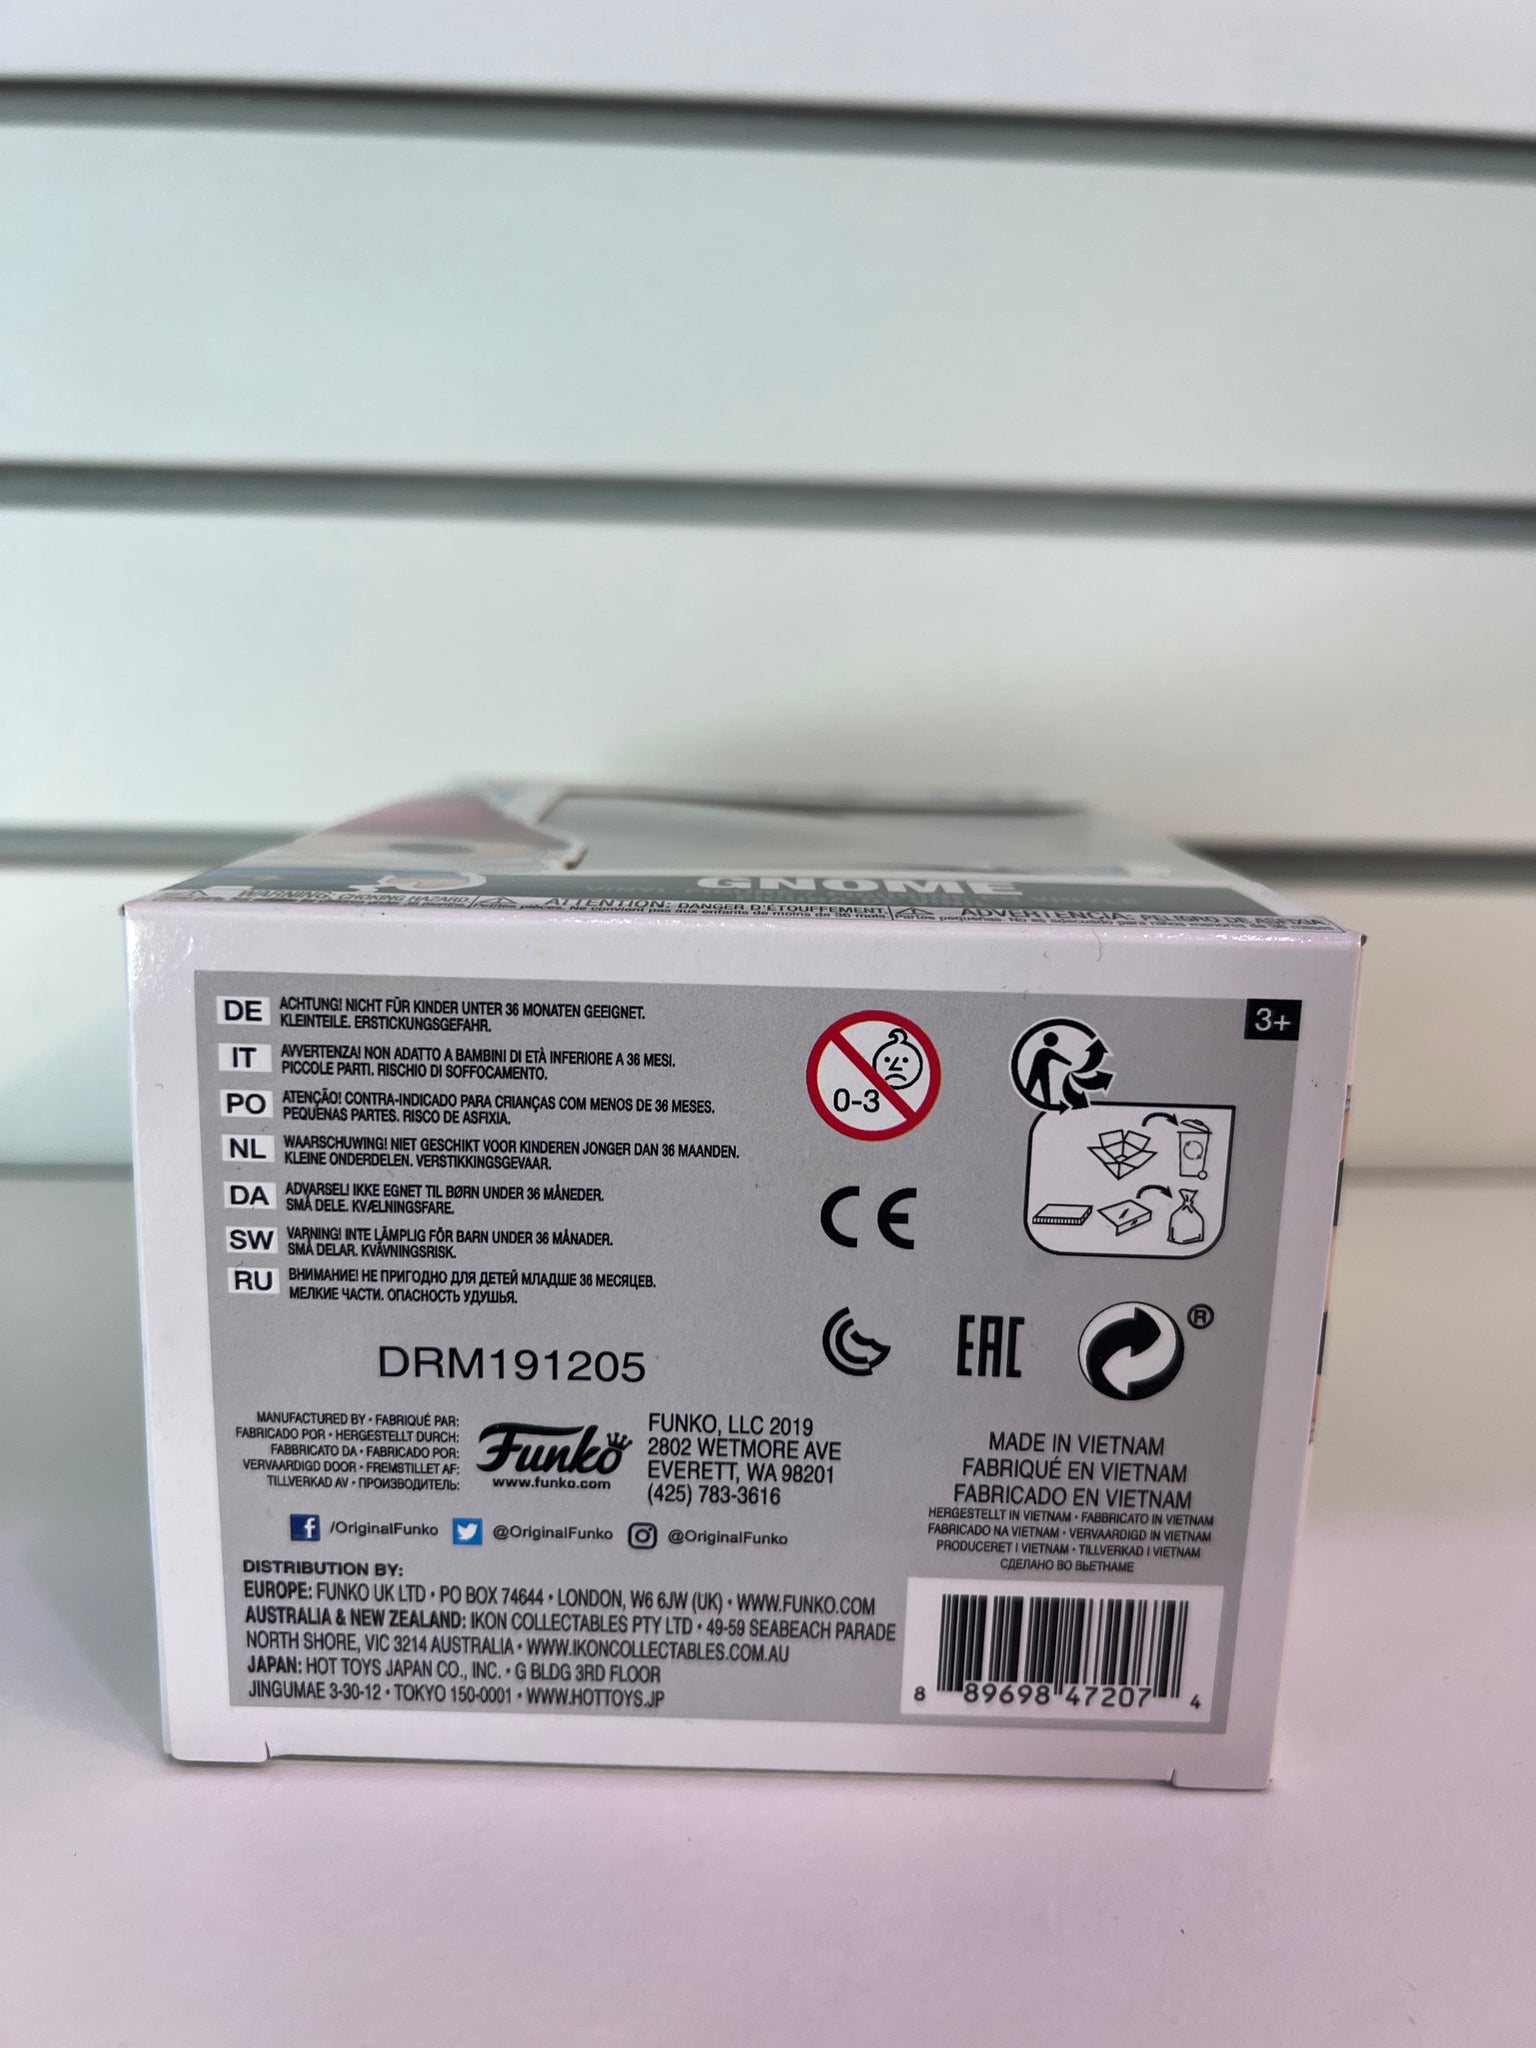 GNOME
WARNING: CHOKING HAZARD
ATTENTION: DANGER D'ÉTOUFFEMENT.
ADVERTENCIA: PELIGRO DE ASFIXIA
DE ACHTUNG! NICHT FÜR KINDER UNTER 36 MONATEN GEEIGNET.
KLEINTEILE. ERSTICKUNGSGEFAHR.
IT AVVERTENZA! NON ADATTO A BAMBINI DI ETÀ INFERIORE A 36 MESI.
PICCOLE PARTI. RISCHIO DI SOFFOCAMENTO.
PO ATENÇÃO! CONTRA-INDICADO PARA CRIANÇAS COM MENOS DE 36 MESES.
PEQUENAS PARTES. RISCO DE ASFIXIA.
NL WAARSCHUWING! NIET GESCHIKT VOOR KINDEREN JONGER DAN 36 MAANDEN.
KLEINE ONDERDELEN. VERSTIKKINGSGEVAAR.
DA ADVARSEL! IKKE EGNET TIL BØRN UNDER 36 MÅNEDER.
SMÅ DELE. KVÆLNINGSFARE.
SW VARNING! INTE LÄMPLIG FÖR BARN UNDER 36 MÅNADER.
SMÅ DELAR. KVÄVNINGSRISK.
RU ВНИМАНИЕ! НЕ ПРИГОДНО ДЛЯ ДЕТЕЙ МЛАДШЕ 36 МЕСЯЦЕВ.
МЕЛКИЕ ЧАСТИ. ОПАСНОСТЬ УДУШЬЯ.
0-3
3+
CE
EAC
®
DRM191205
MANUFACTURED BY • FABRIQUÉ PAR:
FABRICADO POR • HERGESTELLT DURCH:
FABBRICATO DA • FABRICADO POR:
VERVAARDIGD DOOR • FREMSTILLET AF:
TILLVERKAD AV • ПРОИЗВОДИТЕЛЬ:
Funko
www.funko.com
FUNKO, LLC 2019
2802 WETMORE AVE
EVERETT, WA 98201
(425) 783-3616
MADE IN VIETNAM
FABRIQUÉ EN VIETNAM
FABRICADO EN VIETNAM
HERGESTELLT IN VIETNAM • FABBRICATO IN VIETNAM
FABRICADO NA VIETNAM • VERVAARDIGD IN VIETNAM
PRODUCERET I VIETNAM • TILLVERKAD I VIETNAM
СДЕЛАНО ВО ВЬЕТНАМЕ
/OriginalFunko @OriginalFunko @OriginalFunko
DISTRIBUTION BY:
EUROPE: FUNKO UK LTD • PO BOX 74644 • LONDON, W6 6JW (UK) • WWW.FUNKO.COM
AUSTRALIA & NEW ZEALAND: IKON COLLECTABLES PTY LTD • 49-59 SEABEACH PARADE
NORTH SHORE, VIC 3214 AUSTRALIA • WWW.IKONCOLLECTABLES.COM.AU
JAPAN: HOT TOYS JAPAN CO., INC. • G BLDG 3RD FLOOR
JINGUMAE 3-30-12 • TOKYO 150-0001 • WWW.HOTTOYS.JP
8 89698 47207 4